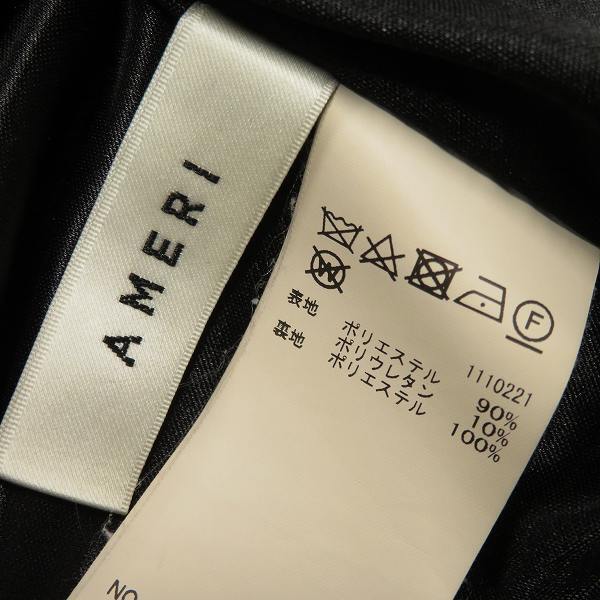 AMERI
F
W
表地
1110221
ポリエステル 90%
ポリウレタン 10%
裏地 ポリエステル 100%
NO